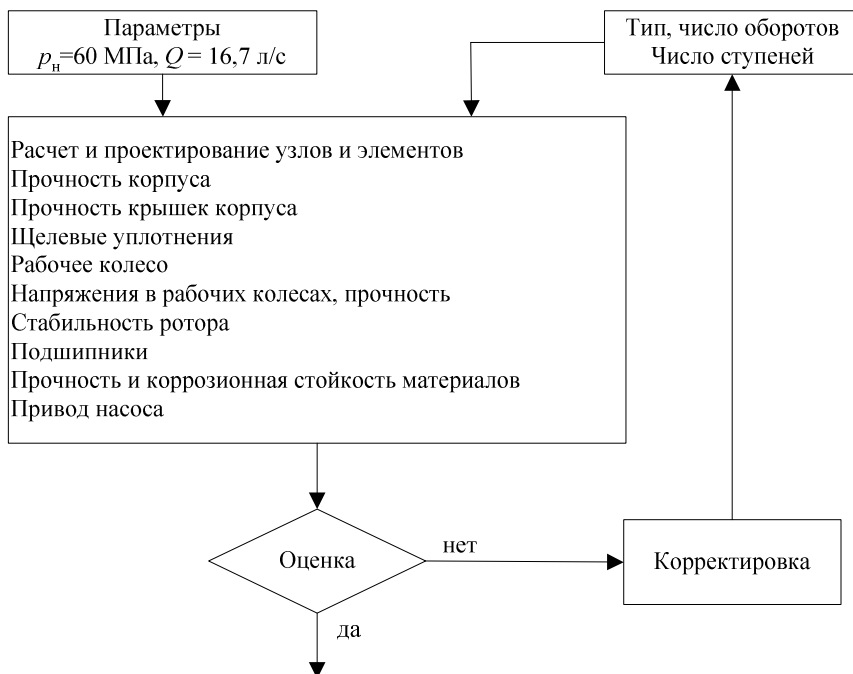 Параметры
pн=60 МПа, Q = 16,7 л/с
Тип, число оборотов
Число ступеней
Расчет и проектирование узлов и элементов
Прочность корпуса
Прочность крышек корпуса
Щелевые уплотнения
Рабочее колесо
Напряжения в рабочих колесах, прочность
Стабильность ротора
Подшипники
Прочность и коррозионная стойкость материалов
Привод насоса
Оценка
нет
Корректировка
да